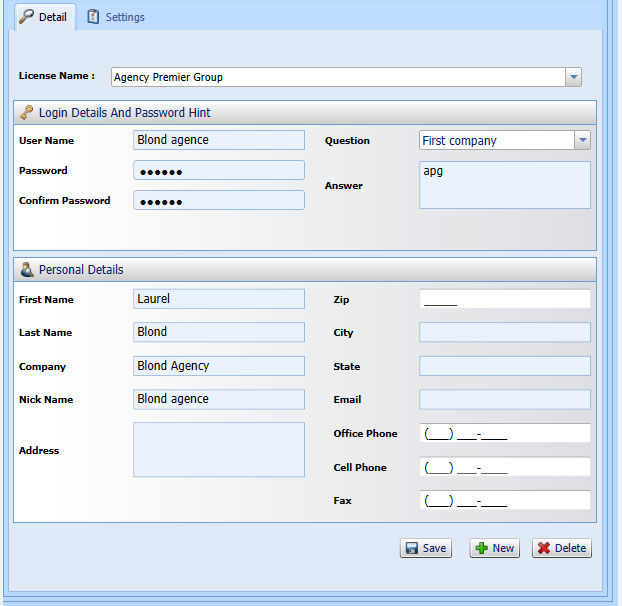 Detail Settings
License Name : Agency Premier Group
Login Details And Password Hint
User Name Blond agence Question First company
Password ●●●●●● Answer apg
Confirm Password ●●●●●●
Personal Details
First Name Laurel Zip _____
Last Name Blond City
Company Blond Agency State
Nick Name Blond agence Email
Address Office Phone (___) ___-____
Cell Phone (___) ___-____
Fax (___) ___-____
Save New Delete